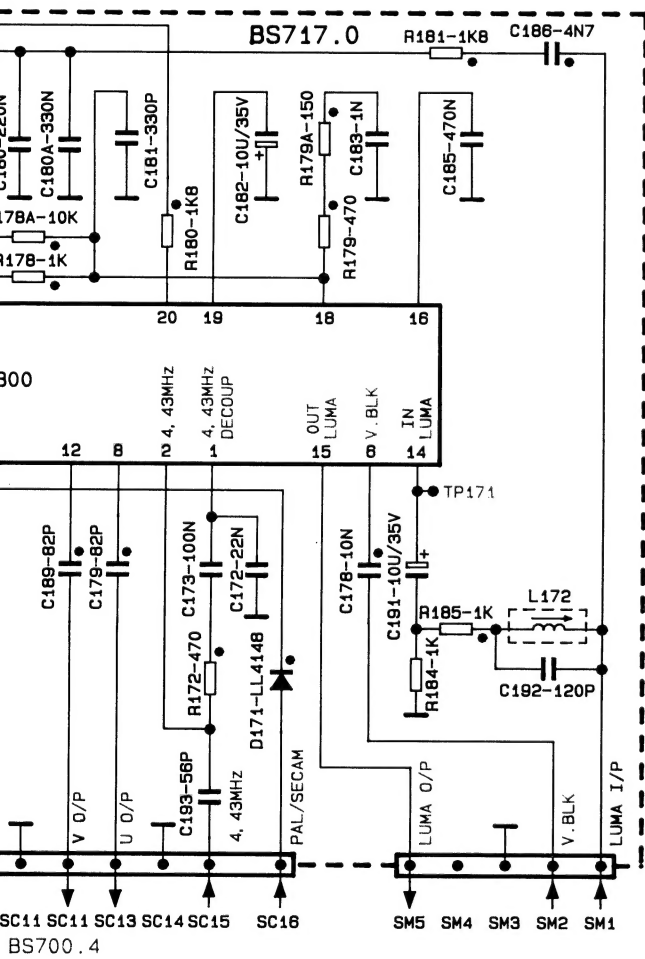 BS717.0
R181-1K8
C186-4N7
C180A-330N
C181-330P
R180-1K8
C182-10U/35V
R179A-150
C183-1N
R179-470
C185-470N
178A-10K
R178-1K
20
19
18
16
4,43MHz
4,43MHz
DECOUP
OUT
LUMA
V.BLK
IN
LUMA
12
8
2
1
15
6
14
TP171
C189-82P
C179-82P
C173-100N
C172-22N
C178-10N
C191-10U/35V
R185-1K
L172
R184-1K
C192-120P
R172-470
D171-LL4148
C193-56P
4,43MHz
V O/P
U O/P
PAL/SECAM
LUMA O/P
V.BLK
LUMA I/P
SC11 SC11 SC13 SC14 SC15 SC16
SM5 SM4 SM3 SM2 SM1
BS700.4